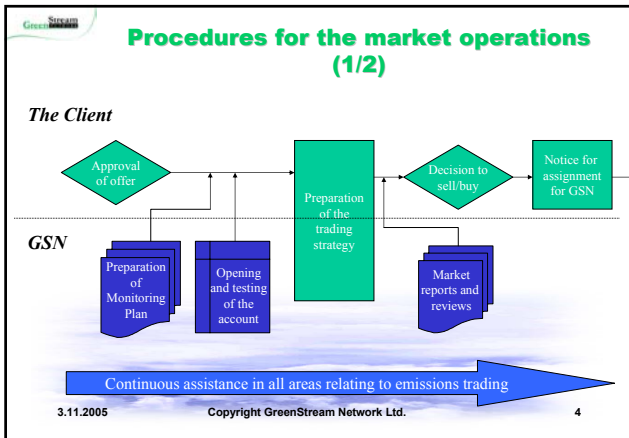 GreenStream
NETWORK
Procedures for the market operations
(1/2)
The Client
Approval
of offer
Preparation
of the
trading
strategy
Decision to
sell/buy
Notice for
assignment
for GSN
GSN
Preparation
of
Monitoring
Plan
Opening
and testing
of the
account
Market
reports and
reviews
Continuous assistance in all areas relating to emissions trading
3.11.2005 Copyright GreenStream Network Ltd. 4